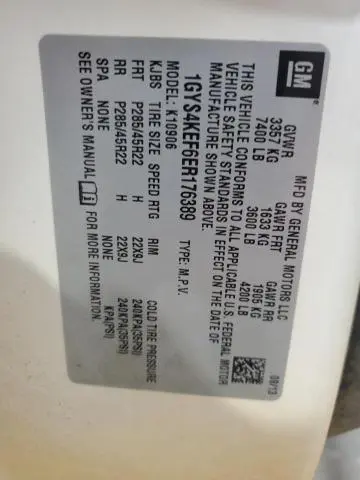 GM
MFD BY GENERAL MOTORS LLC
08/13
GVWR GAWR FRT GAWR RR
3357 KG 1633 KG 1905 KG
7400 LB 3600 LB 4200 LB
THIS VEHICLE CONFORMS TO ALL APPLICABLE U.S. FEDERAL MOTOR
VEHICLE SAFETY STANDARDS IN EFFECT ON THE DATE OF
MANUFACTURE SHOWN ABOVE.
1GYS4KEF6ER176389 TYPE: M.P.V.
MODEL: K10906
KJBS TIRE SIZE SPEED RTG RIM COLD TIRE PRESSURE
FRT P285/45R22 H 22X9J 240KPA(35PSI)
RR P285/45R22 H 22X9J 240KPA(35PSI)
SPA NONE NONE KPA(PSI)
SEE OWNER'S MANUAL FOR MORE INFORMATION.